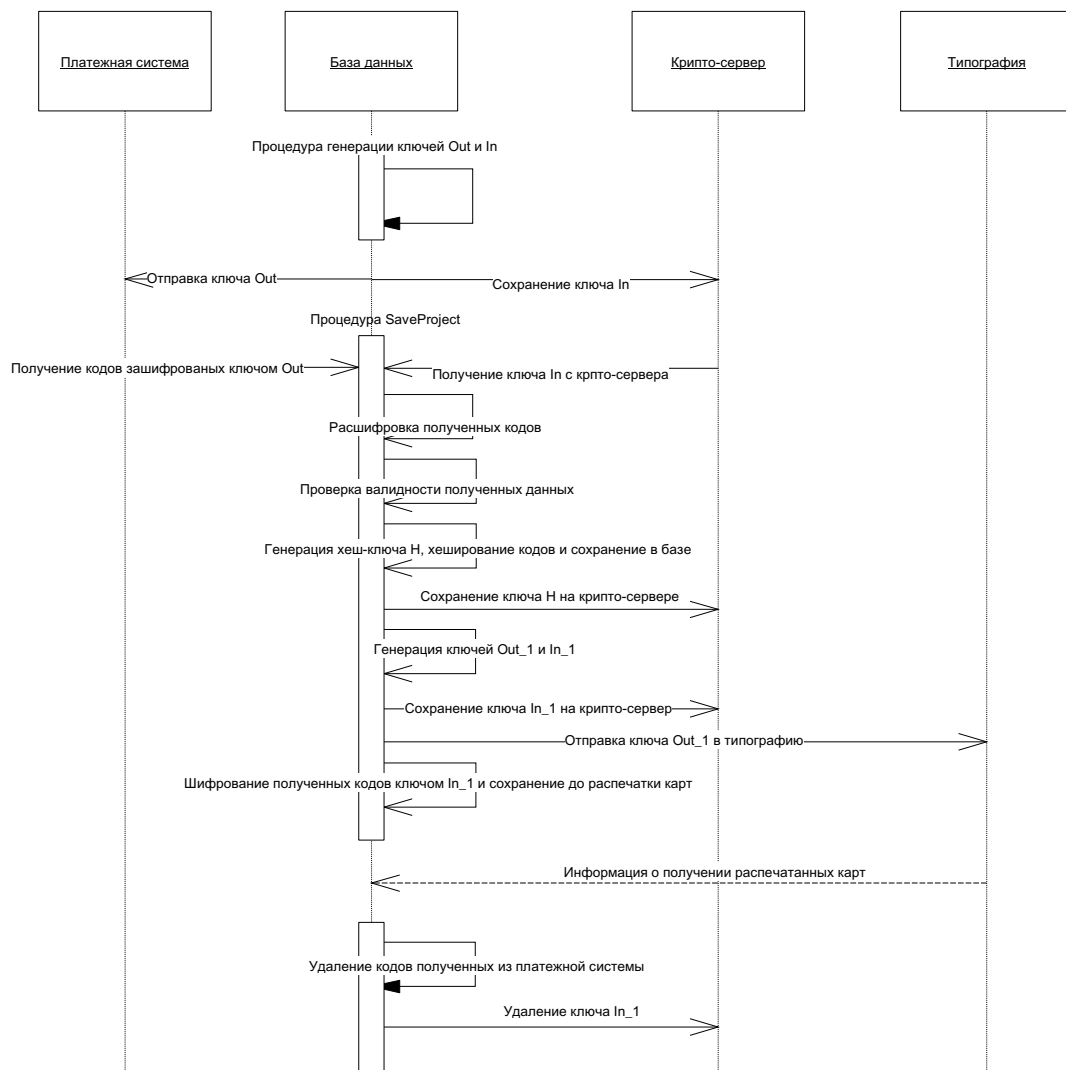 Платежная система
База данных
Крипто-сервер
Типография
Процедура генерации ключей Out и In
Отправка ключа Out
Сохранение ключа In
Процедура SaveProject
Получение кодов зашифрованых ключом Out
Получение ключа In с крпто-сервера
Расшифровка полученных кодов
Проверка валидности полученных данных
Генерация хеш-ключа H, хеширование кодов и сохранение в базе
Сохранение ключа H на крипто-сервере
Генерация ключей Out_1 и In_1
Сохранение ключа In_1 на крипто-сервер
Отправка ключа Out_1 в типографию
Шифрование полученных кодов ключом In_1 и сохранение до распечатки карт
Информация о получении распечатанных карт
Удаление кодов полученных из платежной системы
Удаление ключа In_1